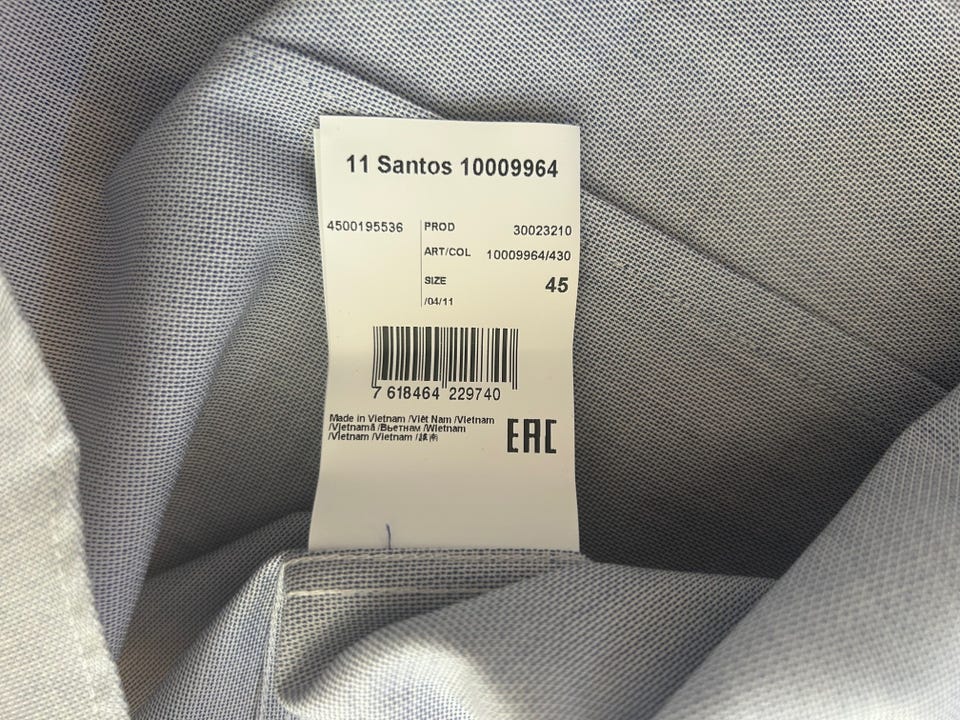 11 Santos 10009964
4500195536
PROD 30023210
ART/COL 10009964/430
SIZE 45
/04/11
7 618464 229740
Made in Vietnam /Việt Nam /Vietnam
/Vjetnamā /Вьетнам /Wietnam
/Vietnam /Vietnam /越南
EAC